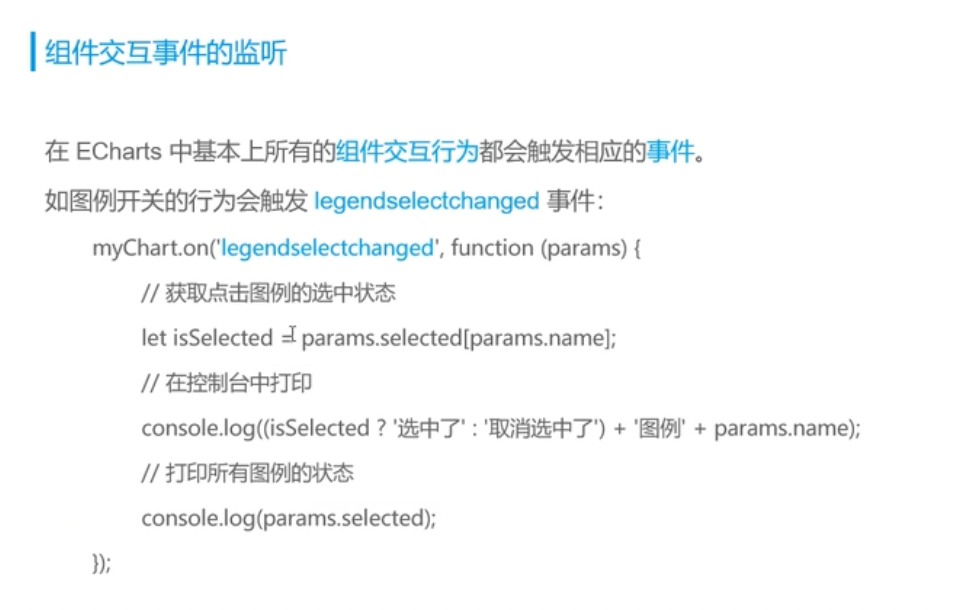 组件交互事件的监听
在 ECharts 中基本上所有的组件交互行为都会触发相应的事件。
如图例开关的行为会触发 legendselectchanged 事件：
myChart.on('legendselectchanged', function (params) {
// 获取点击图例的选中状态
let isSelected = params.selected[params.name];
// 在控制台中打印
console.log((isSelected ? '选中了' : '取消选中了') + '图例' + params.name);
// 打印所有图例的状态
console.log(params.selected);
});